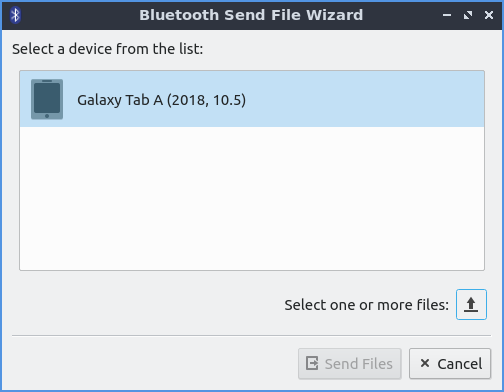 Bluetooth Send File Wizard
Select a device from the list:
Galaxy Tab A (2018, 10.5)
Select one or more files:
Send Files
Cancel